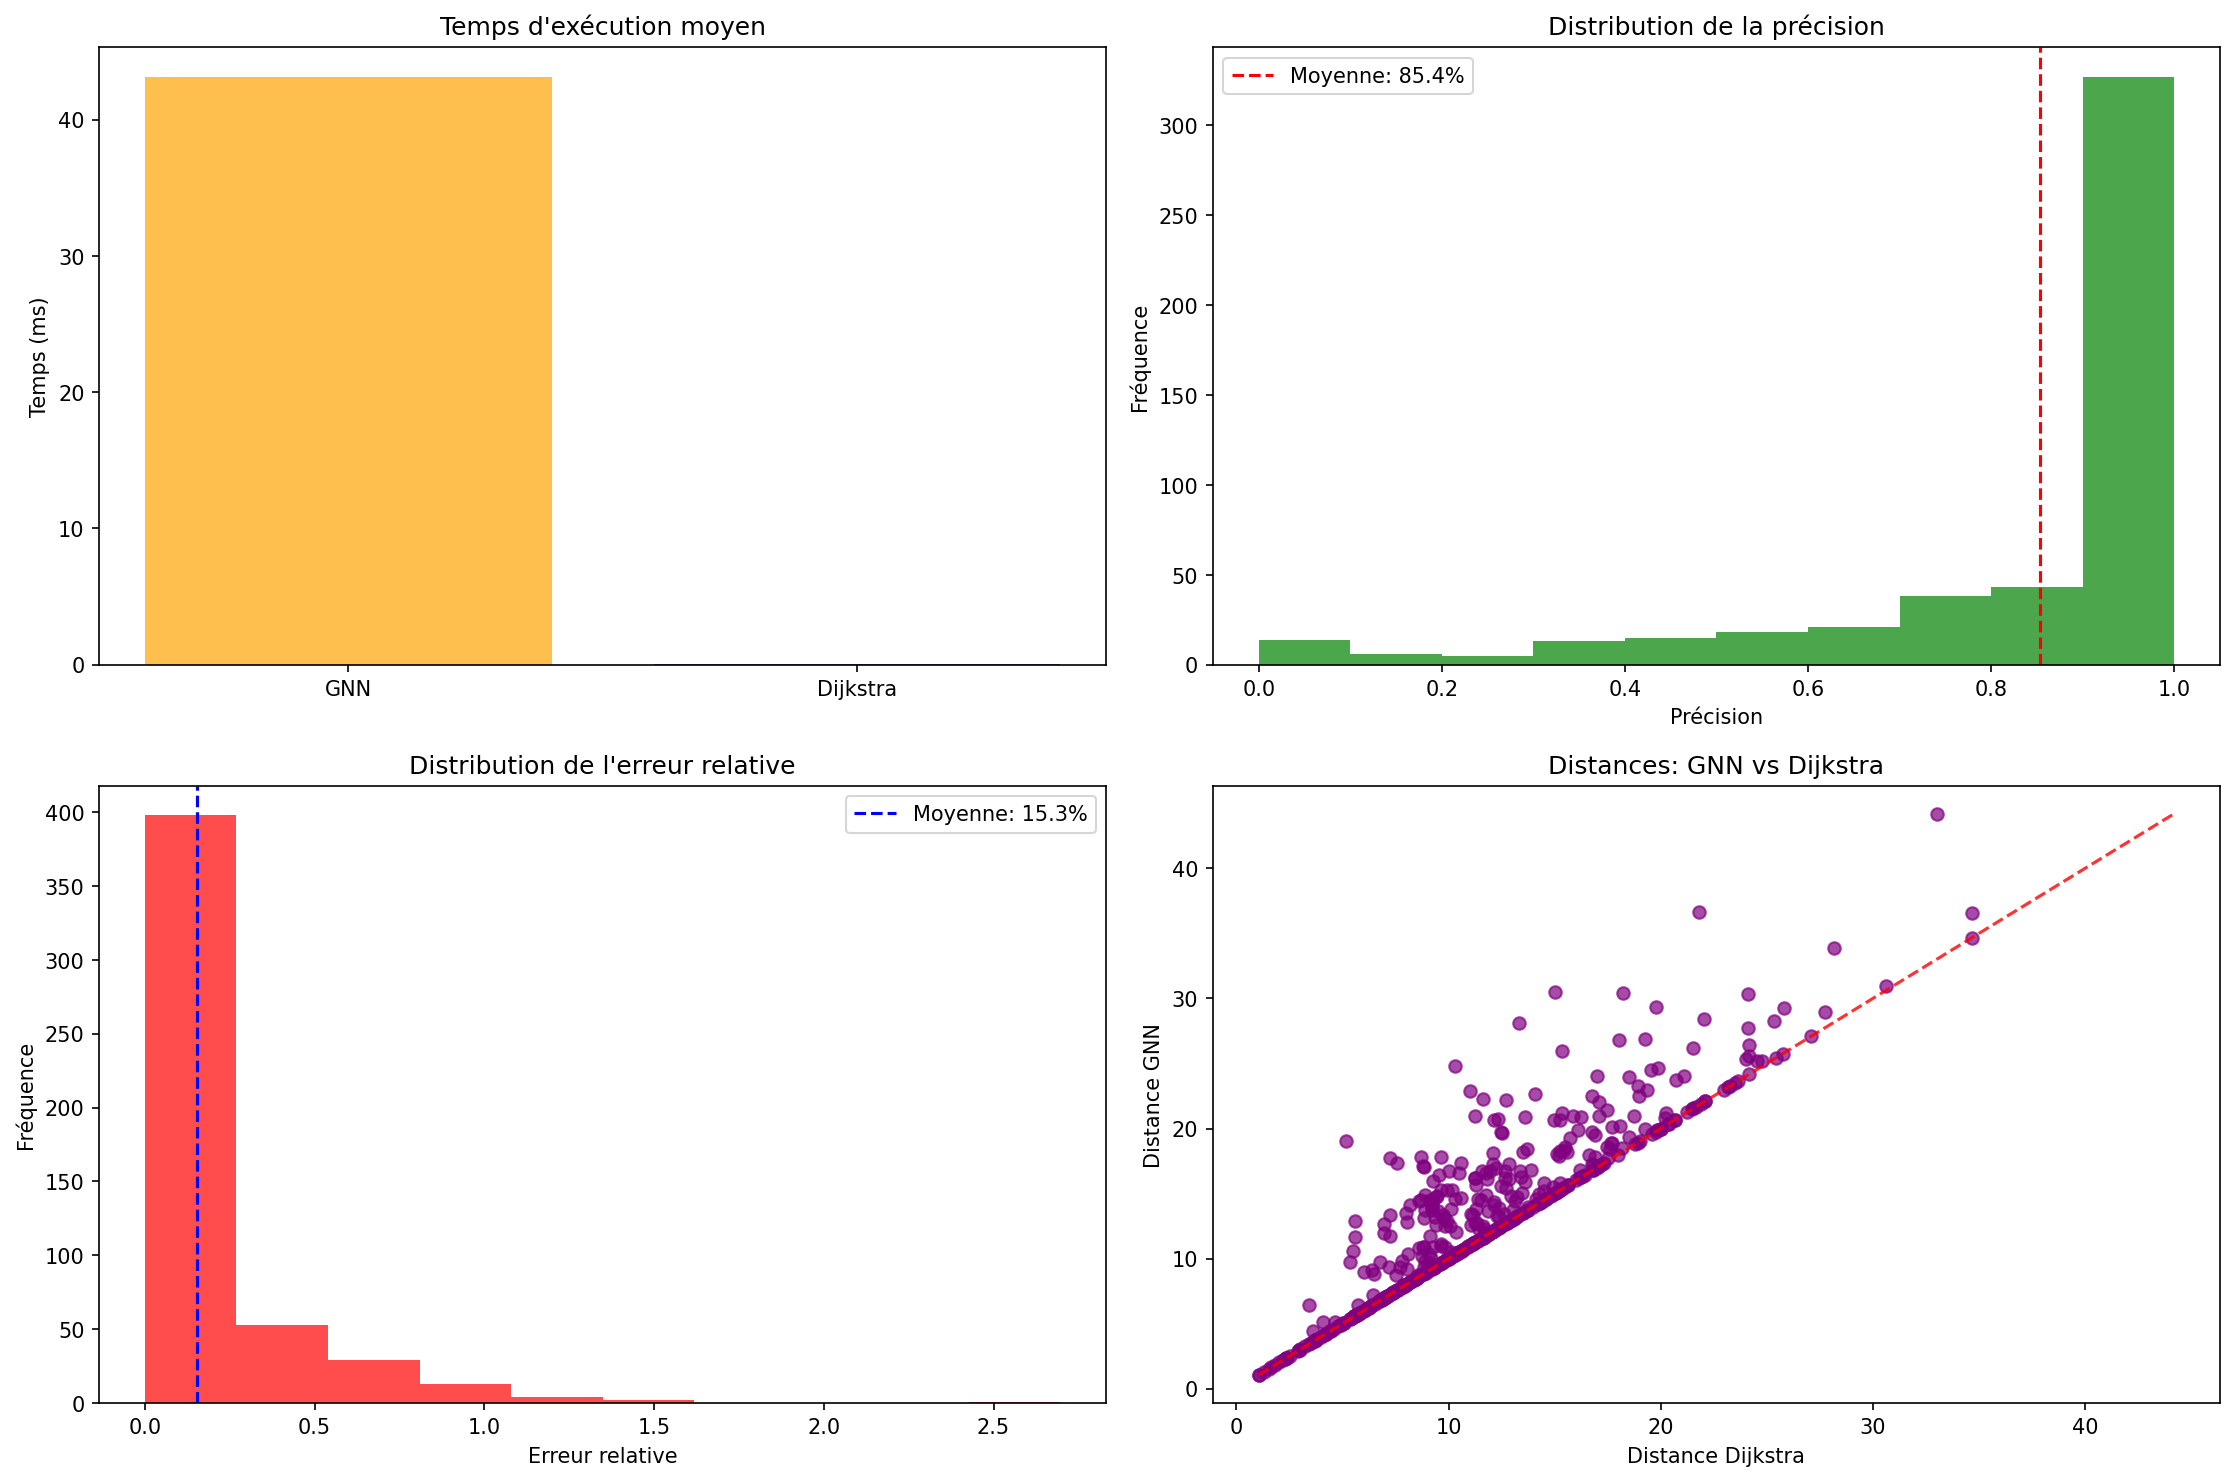 Temps d'exécution moyen
Temps (ms)
40
30
20
10
0
GNN
Dijkstra
Distribution de la précision
Moyenne: 85.4%
Fréquence
300
250
200
150
100
50
0
0.0
0.2
0.4
0.6
0.8
1.0
Précision
Distribution de l'erreur relative
Moyenne: 15.3%
Fréquence
400
350
300
250
200
150
100
50
0
0.0
0.5
1.0
1.5
2.0
2.5
Erreur relative
Distances: GNN vs Dijkstra
Distance GNN
40
30
20
10
0
0
10
20
30
40
Distance Dijkstra